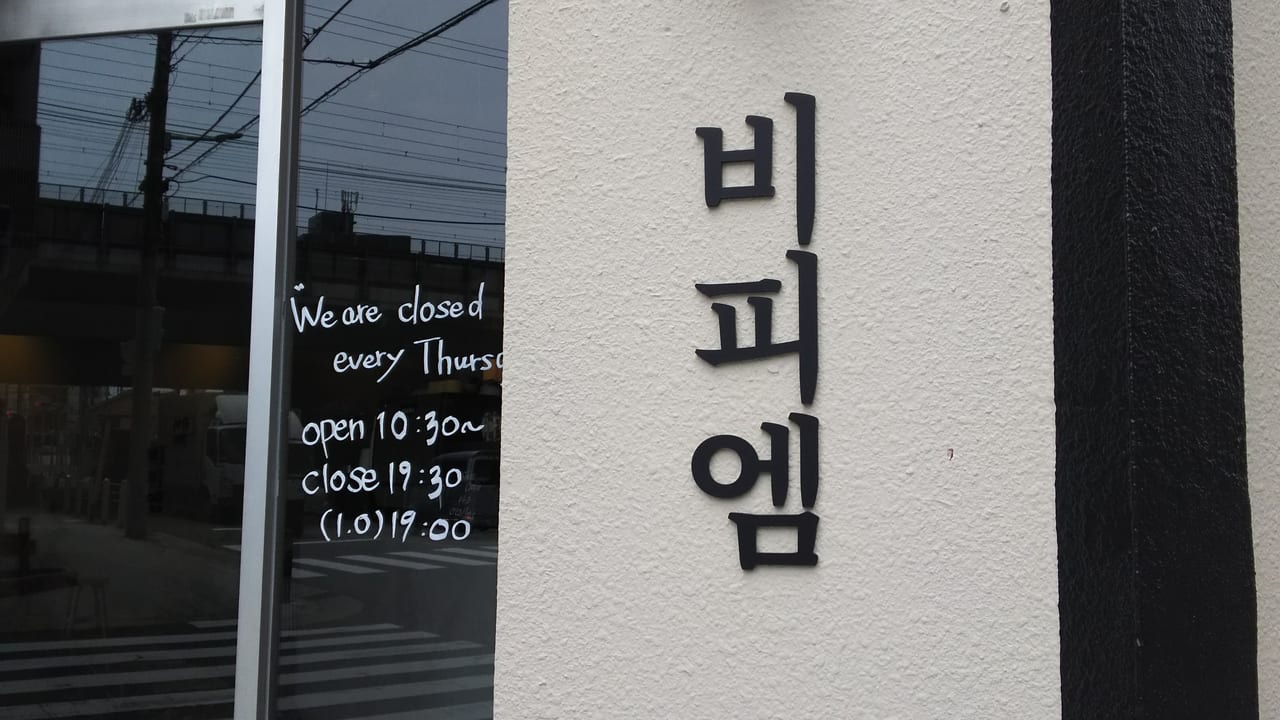 "We are closed
every Thurs
open 10:30~
close 19:30
(l.o) 19:00
비피엠